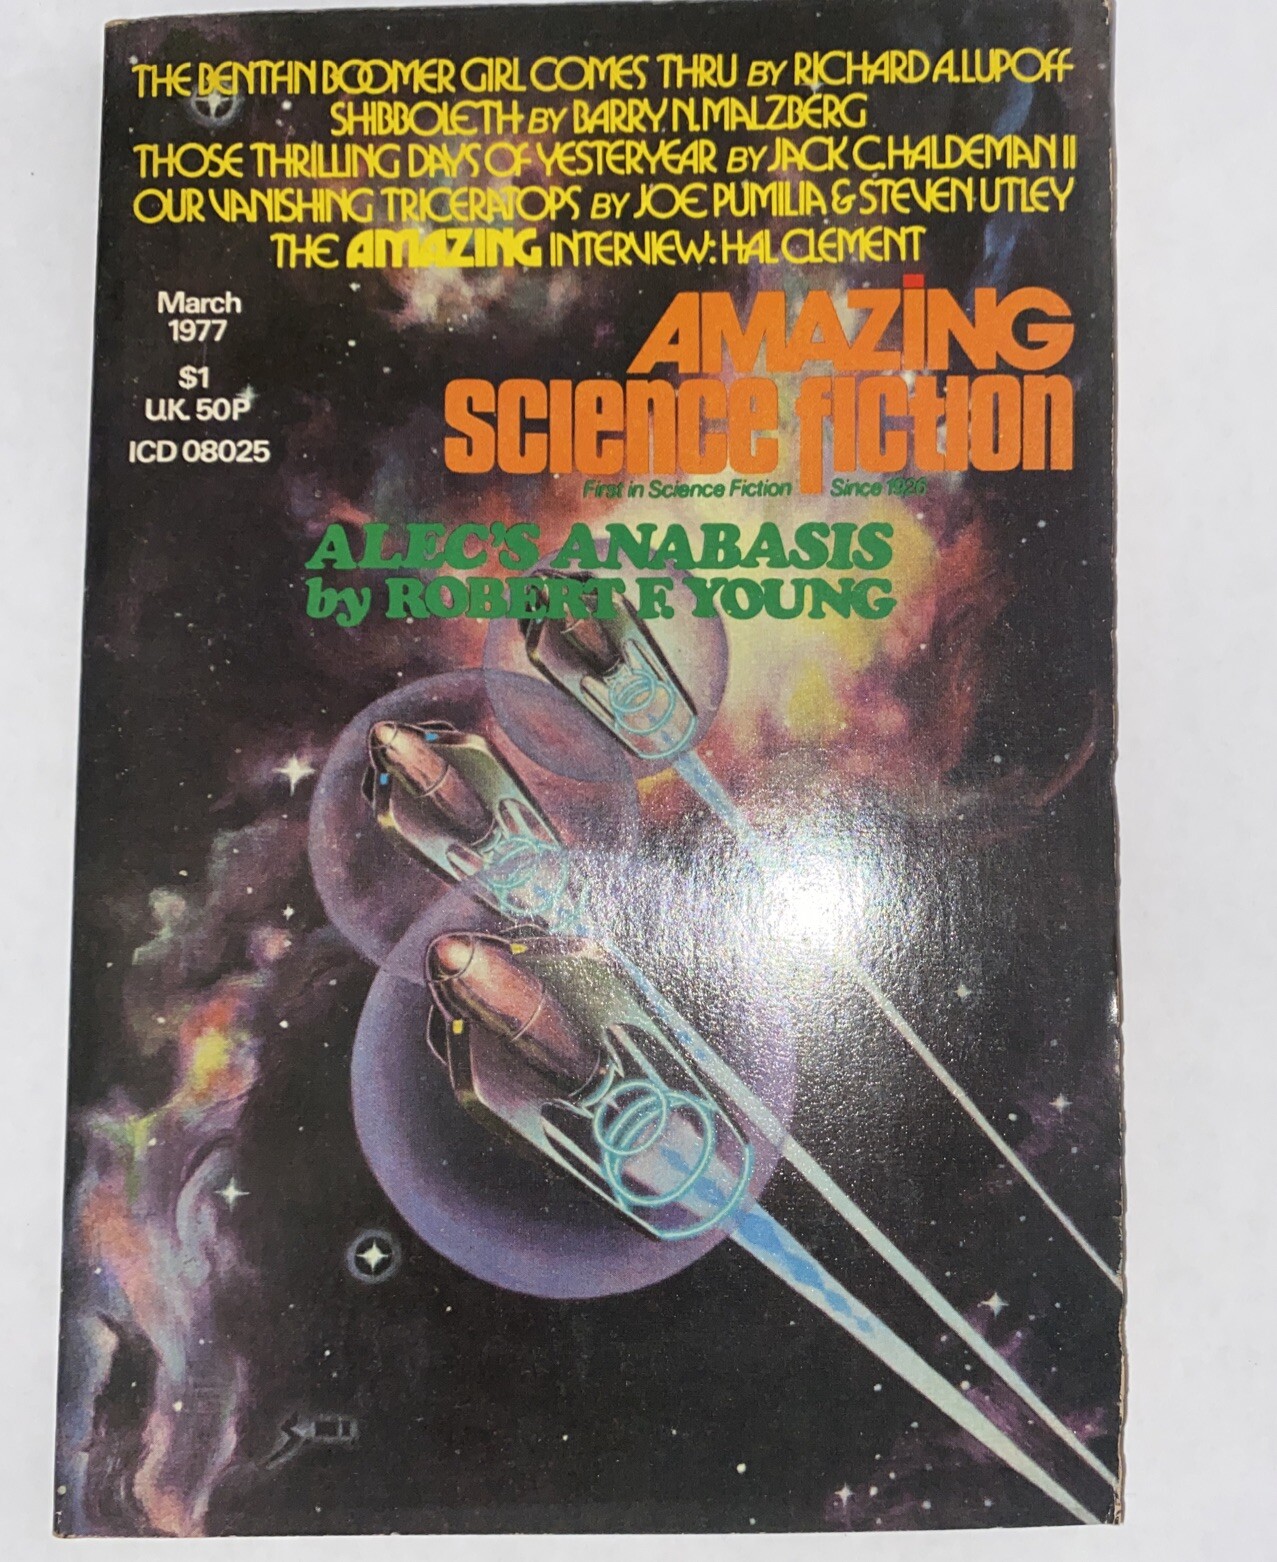 THE BENTFIN BOOMER GIRL COMES THRU BY RICHARD A. LUPOFF
SHIBBOLETH BY BARRY N. MALZBERG
THOSE THRILLING DAYS OF YESTERYEAR BY JACK C. HALDEMAN II
OUR VANISHING TRICERATOPS BY JOE PUMILIA & STEVEN UTLEY
THE AMAZING INTERVIEW: HAL CLEMENT
March
1977
$1
U.K. 50P
ICD 08025
AMAZING
science fiction
First in Science Fiction Since 1926
ALEC'S ANABASIS
by ROBERT F. YOUNG